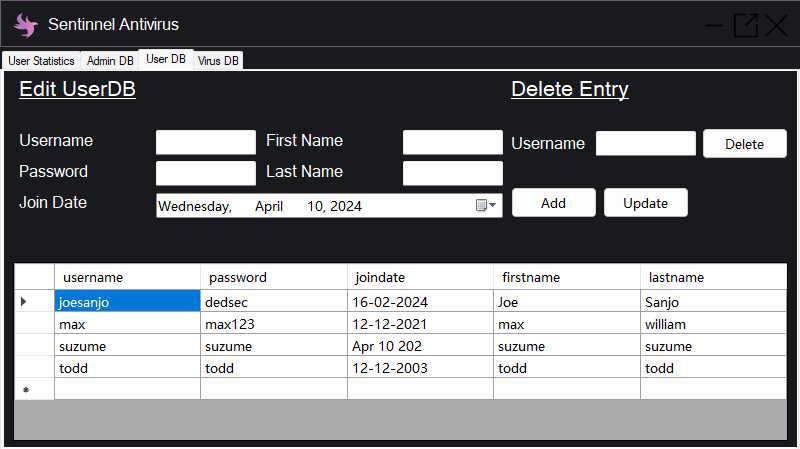 Sentinnel Antivirus
User Statistics Admin DB User DB Virus DB
Edit UserDB Delete Entry
Username First Name Username Delete
Password Last Name
Join Date Wednesday, April 10, 2024 Add Update
username password joindate firstname lastname
joesanjo dedsec 16-02-2024 Joe Sanjo
max max123 12-12-2021 max william
suzume suzume Apr 10 202 suzume suzume
todd todd 12-12-2003 todd todd